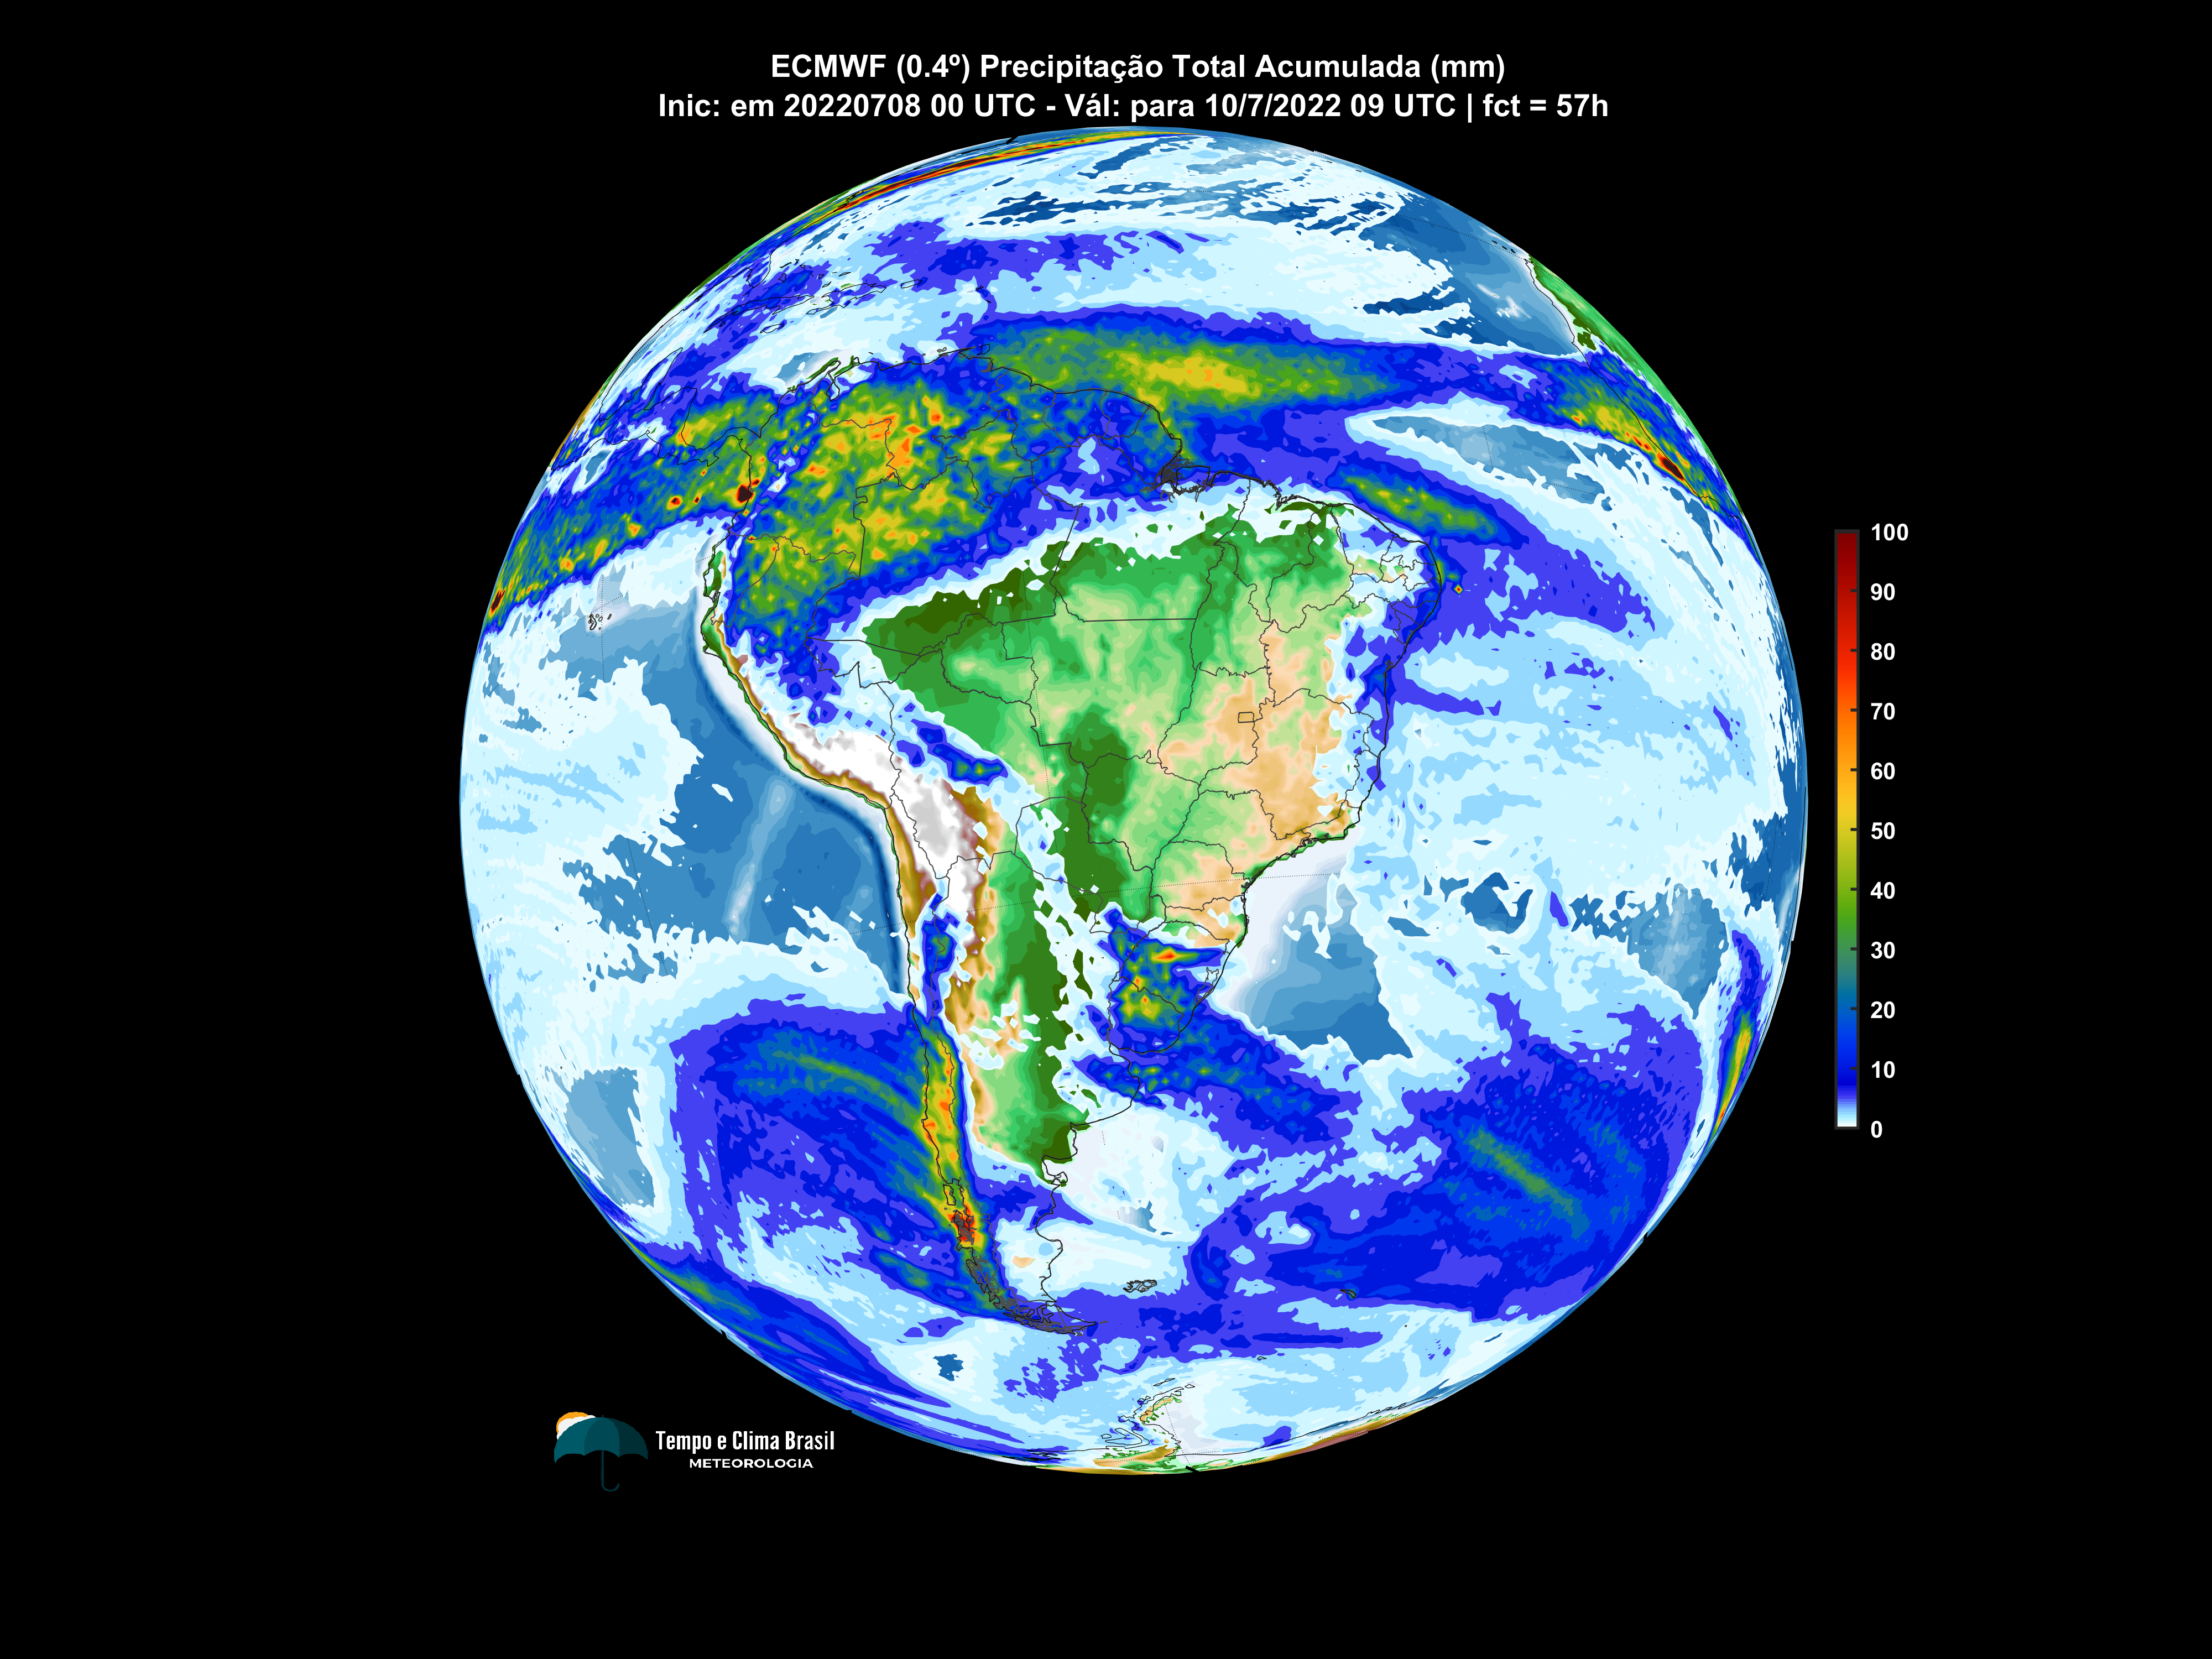 ECMWF (0.4º) Precipitação Total Acumulada (mm)
Inic: em 20220708 00 UTC - Vál: para 10/7/2022 09 UTC | fct = 57h
100
90
80
70
60
50
40
30
20
10
0
Tempo e Clima Brasil
METEOROLOGIA